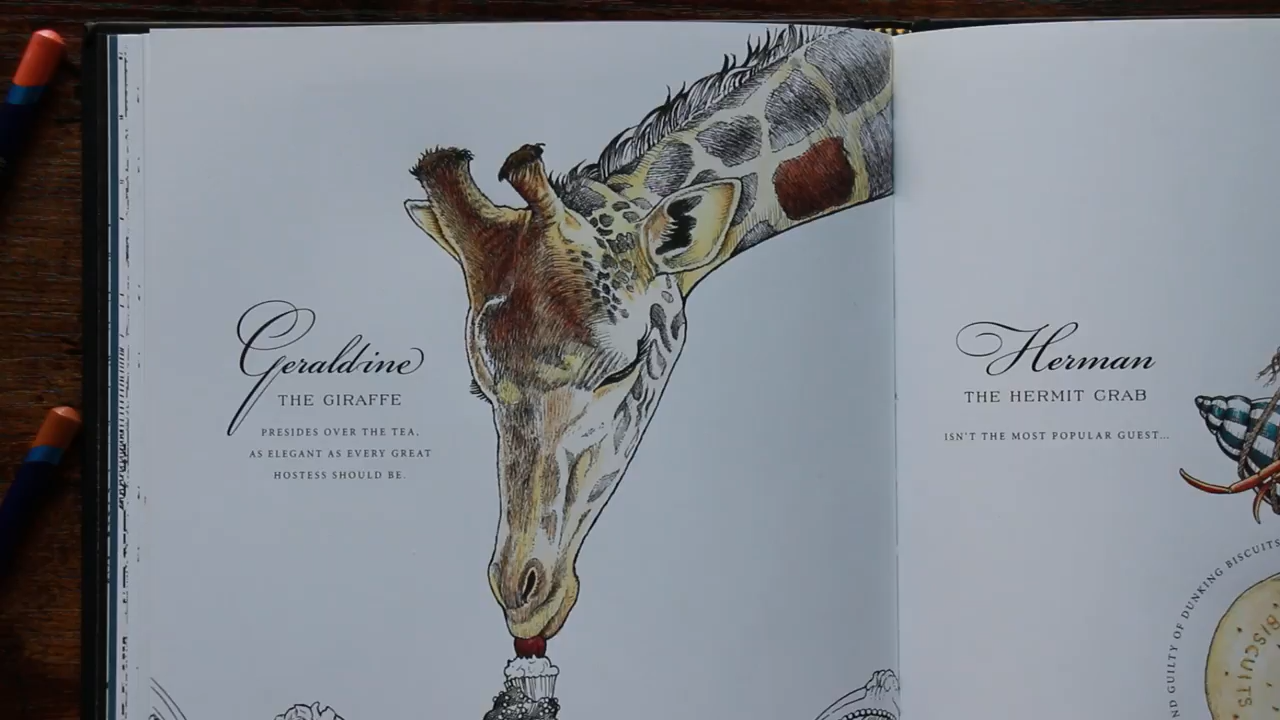 Geraldine
THE GIRAFFE
PRESIDES OVER THE TEA,
AS ELEGANT AS EVERY GREAT
HOSTESS SHOULD BE.
Herman
THE HERMIT CRAB
ISN'T THE MOST POPULAR GUEST...
ND GUILTY OF DUNKING BISCUITS
BISCUITS